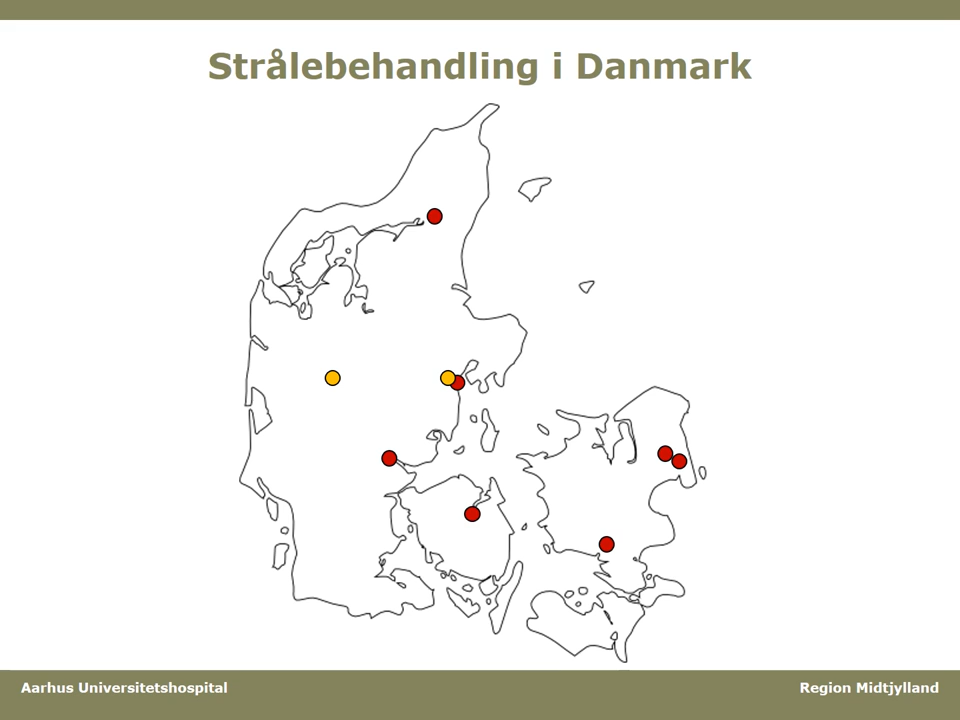 Strålebehandling i Danmark
Aarhus Universitetshospital
Region Midtjylland